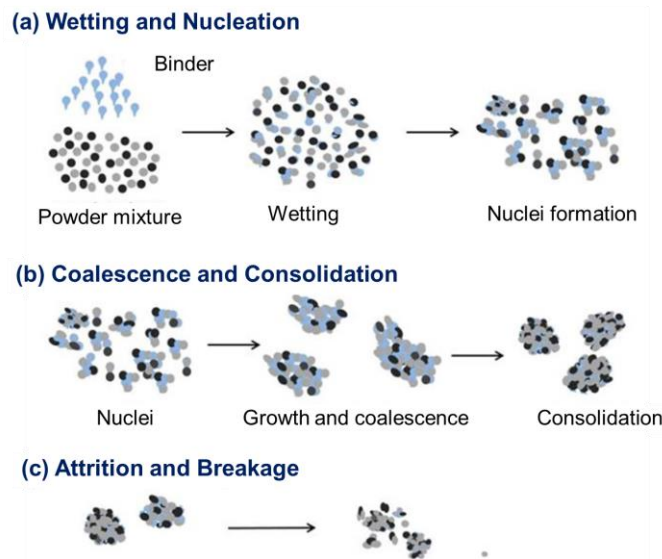 (a) Wetting and Nucleation
Binder
Powder mixture
Wetting
Nuclei formation
(b) Coalescence and Consolidation
Nuclei
Growth and coalescence
Consolidation
(c) Attrition and Breakage